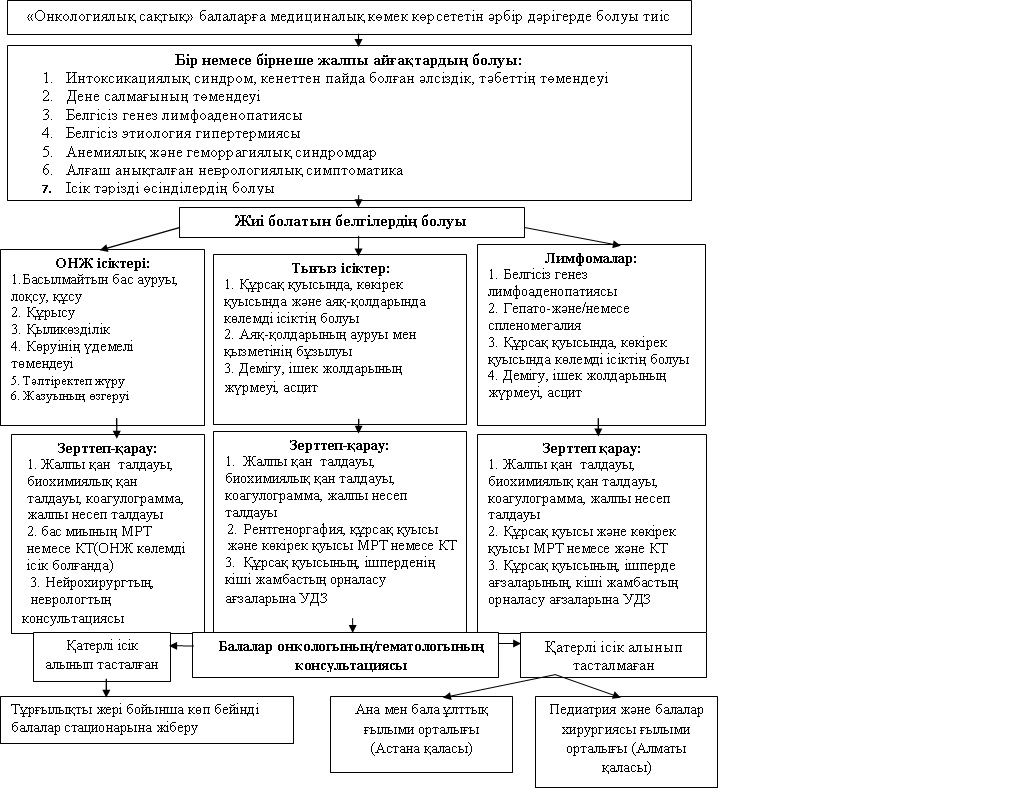 «Онкологиялық сақтық» балаларға медициналық көмек көрсететін әрбір дәрігерде болуы тиіс
Бір немесе бірнеше жалпы айғақтардың болуы:
1. Интоксикациялық синдром, кенеттен пайда болған әлсіздік, тәбеттің төмендеуі
2. Дене салмағының төмендеуі
3. Белгісіз генез лимфоаденопатиясы
4. Белгісіз этиология гипертермиясы
5. Анемиялық және геморрагиялық синдромдар
6. Алғаш анықталған неврологиялық симптоматика
7. Ісік тәрізді өсінділердің болуы
Жиі болатын белгілердің болуы
ОНЖ ісіктері:
1.Басылмайтын бас ауруы,
лоқсу, құсу
2. Құрысу
3. Қыликөзділік
4. Көруінің үдемелі
төмендеуі
5. Тәлтіректеп жүру
6. Жазуының өзгеруі
Тығыз ісіктер:
1. Құрсақ қуысында, көкірек
қуысында және аяқ-қолдарында
көлемді ісіктің болуы
2. Аяқ-қолдарының ауруы мен
қызметінің бұзылуы
3. Демігу, ішек жолдарының
жүрмеуі, асцит
Лимфомалар:
1. Белгісіз генез
лимфоаденопатиясы
2. Гепато-және/немесе
спленомегалия
3. Құрсақ қуысында, көкірек
қуысында көлемді ісіктің болуы
4. Демігу, ішек жолдарының
жүрмеуі, асцит
Зерттеп-қарау:
1. Жалпы қан талдауы,
биохимиялық қан
талдауы, коагулограмма,
жалпы несеп талдауы
2. бас миының МРТ
немесе КТ(ОНЖ көлемді
ісік болғанда)
3. Нейрохирургтың,
неврологтың
консультациясы
Зерттеп-қарау:
1. Жалпы қан талдауы,
биохимиялық қан талдауы,
коагулограмма, жалпы несеп
талдауы
2. Рентгеноргафия, құрсақ қуысы
және көкірек қуысы МРТ немесе КТ
3. Құрсақ қуысының, ішперденің
кіші жамбастың орналасу
ағзаларына УДЗ
Зерттеп қарау:
1. Жалпы қан талдауы,
биохимиялық қан талдауы,
коагулограмма, жалпы несеп
талдауы
2. Құрсақ қуысы және көкірек
қуысы МРТ немесе және КТ
3. Құрсақ қуысының, ішперде
ағзаларының, кіші жамбастың
орналасу ағзаларына УДЗ
Қатерлі ісік
алынып тасталған
Балалар онкологының/гематологының
консультациясы
Қатерлі ісік алынып
тасталмаған
Тұрғылықты жері бойынша көп бейінді
балалар стационарына жіберу
Ана мен бала ұлттық
ғылыми орталығы
(Астана қаласы)
Педиатрия және балалар
хирургиясы ғылыми
орталығы (Алматы
қаласы)